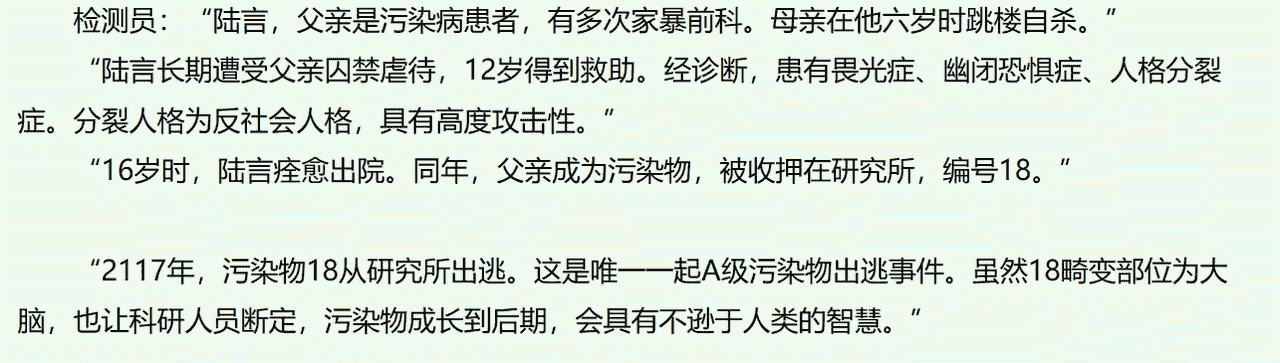 检测员：“陆言，父亲是污染病患者，有多次家暴前科。母亲在他六岁时跳楼自杀。”
“陆言长期遭受父亲囚禁虐待，12岁得到救助。经诊断，患有畏光症、幽闭恐惧症、人格分裂
症。分裂人格为反社会人格，具有高度攻击性。”
“16岁时，陆言痊愈出院。同年，父亲成为污染物，被收押在研究所，编号18。”
“2117年，污染物18从研究所出逃。这是唯一一起A级污染物出逃事件。虽然18畸变部位为大
脑，也让科研人员断定，污染物成长到后期，会具有不逊于人类的智慧。”